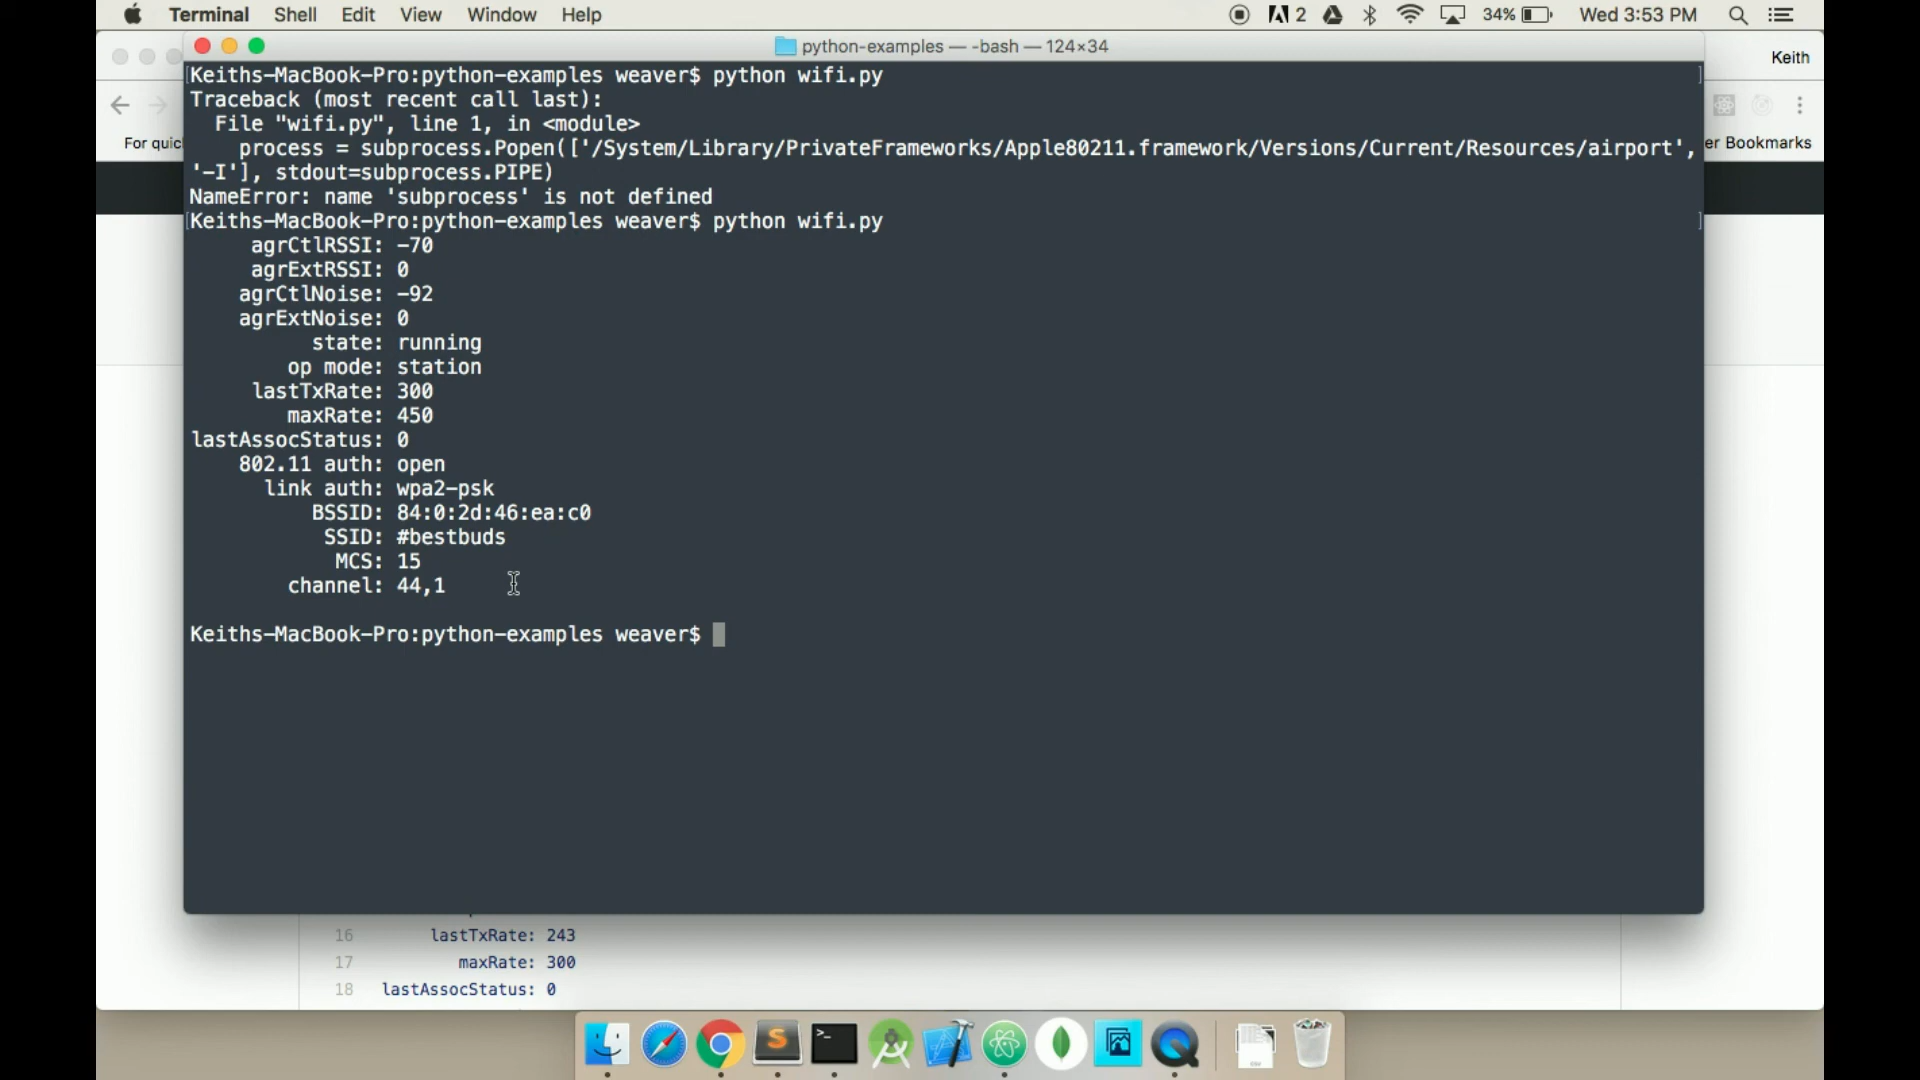 Terminal Shell Edit View Window Help 2 34% Wed 3:53 PM
python-examples — -bash — 124×34
Keith
Keiths-MacBook-Pro:python-examples weaver$ python wifi.py
Traceback (most recent call last):
File "wifi.py", line 1, in <module>
For quic
process = subprocess.Popen(['/System/Library/PrivateFrameworks/Apple80211.framework/Versions/Current/Resources/airport',
er Bookmarks
'-I'], stdout=subprocess.PIPE)
NameError: name 'subprocess' is not defined
Keiths-MacBook-Pro:python-examples weaver$ python wifi.py
agrCtlRSSI: -70
agrExtRSSI: 0
agrCtlNoise: -92
agrExtNoise: 0
state: running
op mode: station
lastTxRate: 300
maxRate: 450
lastAssocStatus: 0
802.11 auth: open
link auth: wpa2-psk
BSSID: 84:0:2d:46:ea:c0
SSID: #bestbuds
MCS: 15
channel: 44,1
Keiths-MacBook-Pro:python-examples weaver$
16 lastTxRate: 243
17 maxRate: 300
18 lastAssocStatus: 0